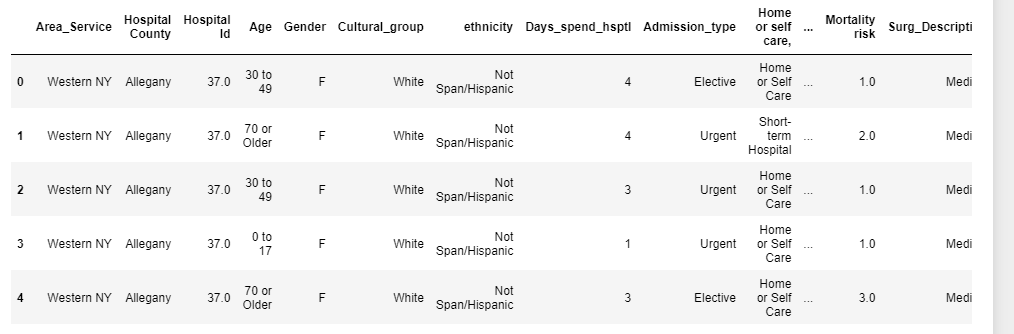 Area_Service Hospital County Hospital Id Age Gender Cultural_group ethnicity Days_spend_hsptl Admission_type Home or self care, ... Mortality risk Surg_Descripti
0 Western NY Allegany 37.0 30 to 49 F White Not Span/Hispanic 4 Elective Home or Self Care ... 1.0 Medi
1 Western NY Allegany 37.0 70 or Older F White Not Span/Hispanic 4 Urgent Short-term Hospital ... 2.0 Medi
2 Western NY Allegany 37.0 30 to 49 F White Not Span/Hispanic 3 Urgent Home or Self Care ... 1.0 Medi
3 Western NY Allegany 37.0 0 to 17 F White Not Span/Hispanic 1 Urgent Home or Self Care ... 1.0 Medi
4 Western NY Allegany 37.0 70 or Older F White Not Span/Hispanic 3 Elective Home or Self Care ... 3.0 Medi